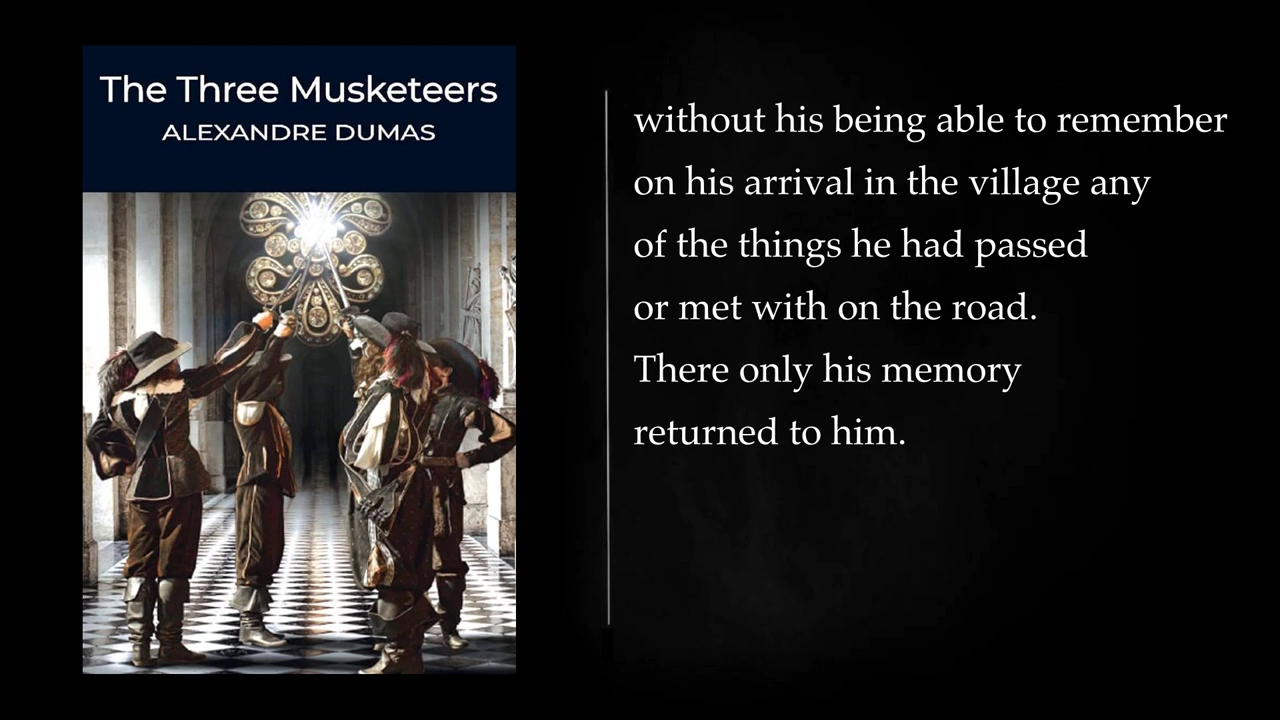 The Three Musketeers
ALEXANDRE DUMAS
without his being able to remember
on his arrival in the village any
of the things he had passed
or met with on the road.
There only his memory
returned to him.